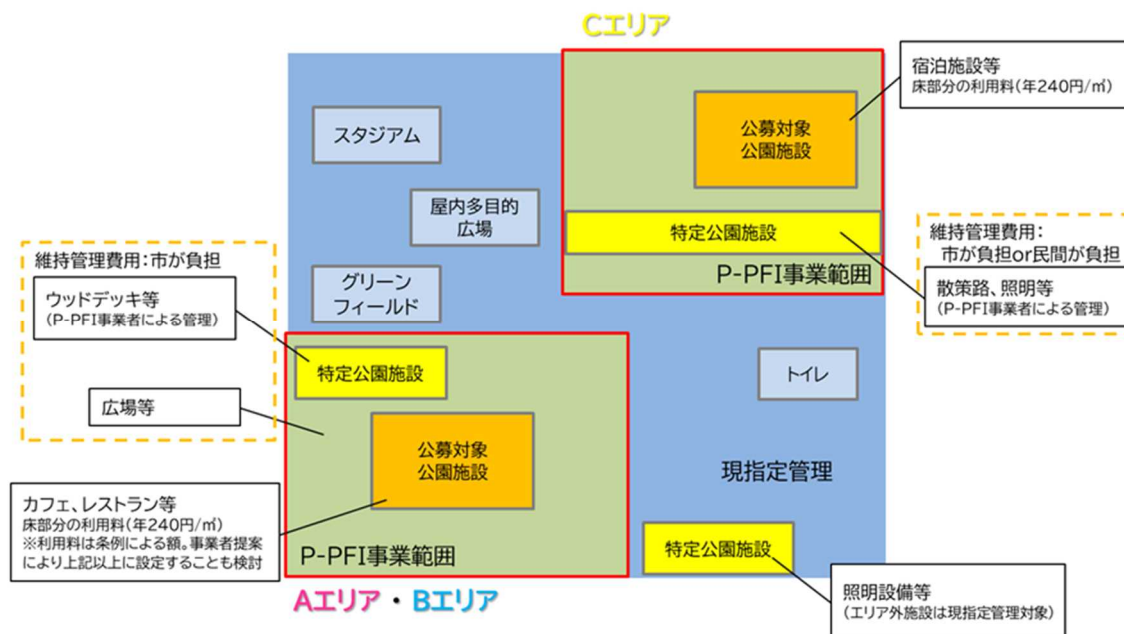 Cエリア
宿泊施設等
床部分の利用料(年240円/㎡)
公募対象
公園施設
スタジアム
屋内多目的
広場
特定公園施設
P-PFI事業範囲
維持管理費用：
市が負担or民間が負担
散策路、照明等
(P-PFI事業者による管理)
維持管理費用：市が負担
ウッドデッキ等
(P-PFI事業者による管理)
グリーン
フィールド
特定公園施設
トイレ
広場等
公募対象
公園施設
現指定管理
カフェ、レストラン等
床部分の利用料(年240円/㎡)
※利用料は条例による額。事業者提案
により上記以上に設定することも検討
P-PFI事業範囲
特定公園施設
Aエリア ・ Bエリア
照明設備等
(エリア外施設は現指定管理対象)